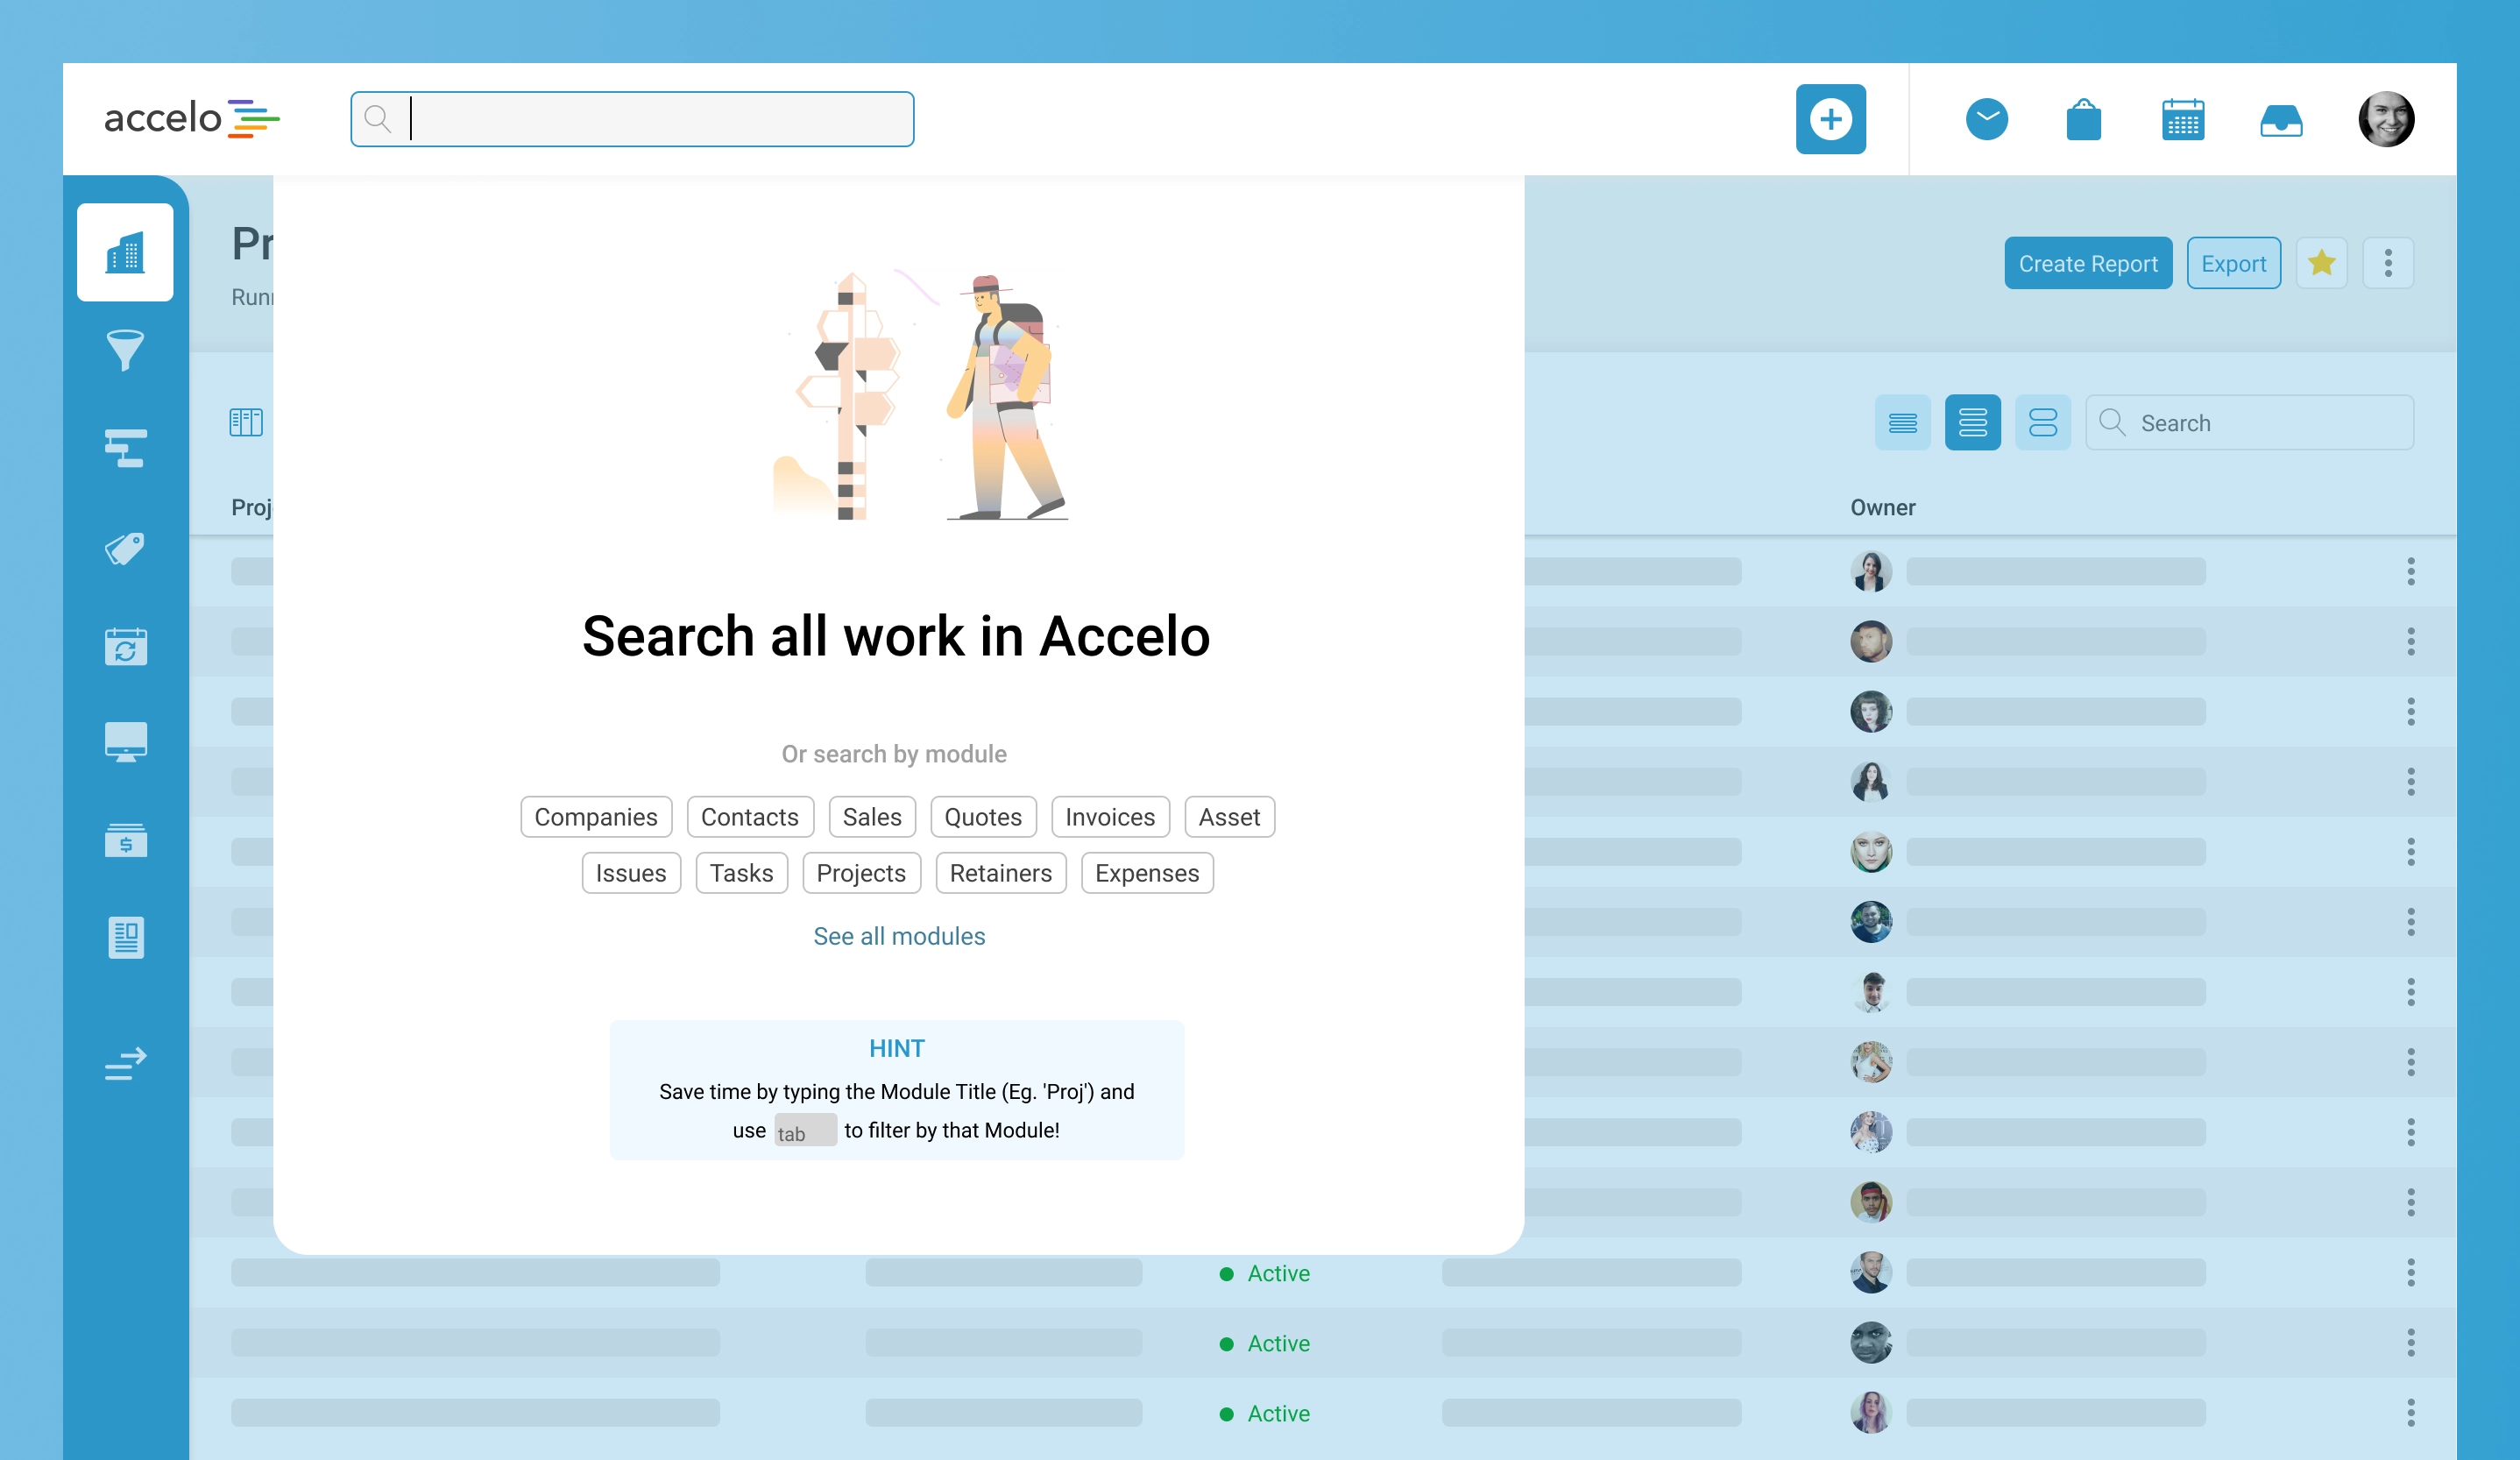 accelo
Pr
Runn
Create Report
Export
Search
Proj
Owner
Search all work in Accelo
Or search by module
Companies Contacts Sales Quotes Invoices Asset
Issues Tasks Projects Retainers Expenses
See all modules
HINT
Save time by typing the Module Title (Eg. 'Proj') and
use tab to filter by that Module!
Active
Active
Active